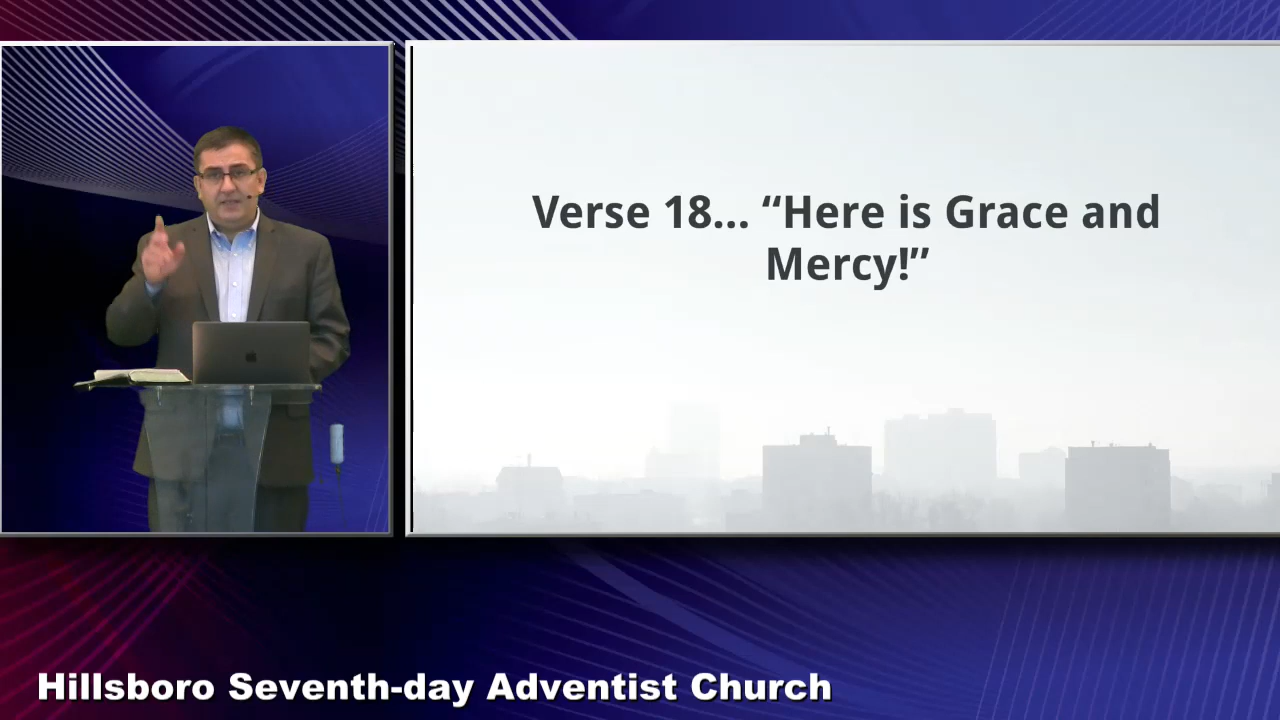 Verse 18... “Here is Grace and
Mercy!”
Hillsboro Seventh-day Adventist Church